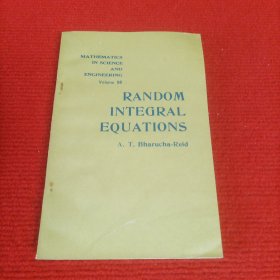 MATHEMATICS
IN SCIENCE
AND
ENGINEERING
Volume 96
RANDOM
INTEGRAL
EQUATIONS
A. T. Bharucha-Reid